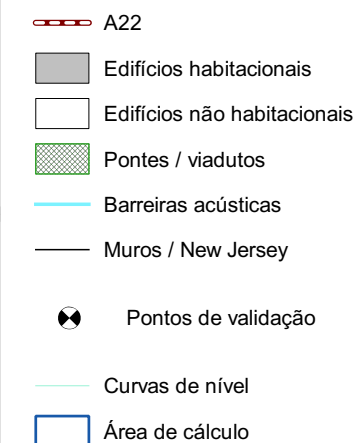 A22
Edifícios habitacionais
Edifícios não habitacionais
Pontes / viadutos
Barreiras acústicas
Muros / New Jersey
Pontos de validação
Curvas de nível
Área de cálculo